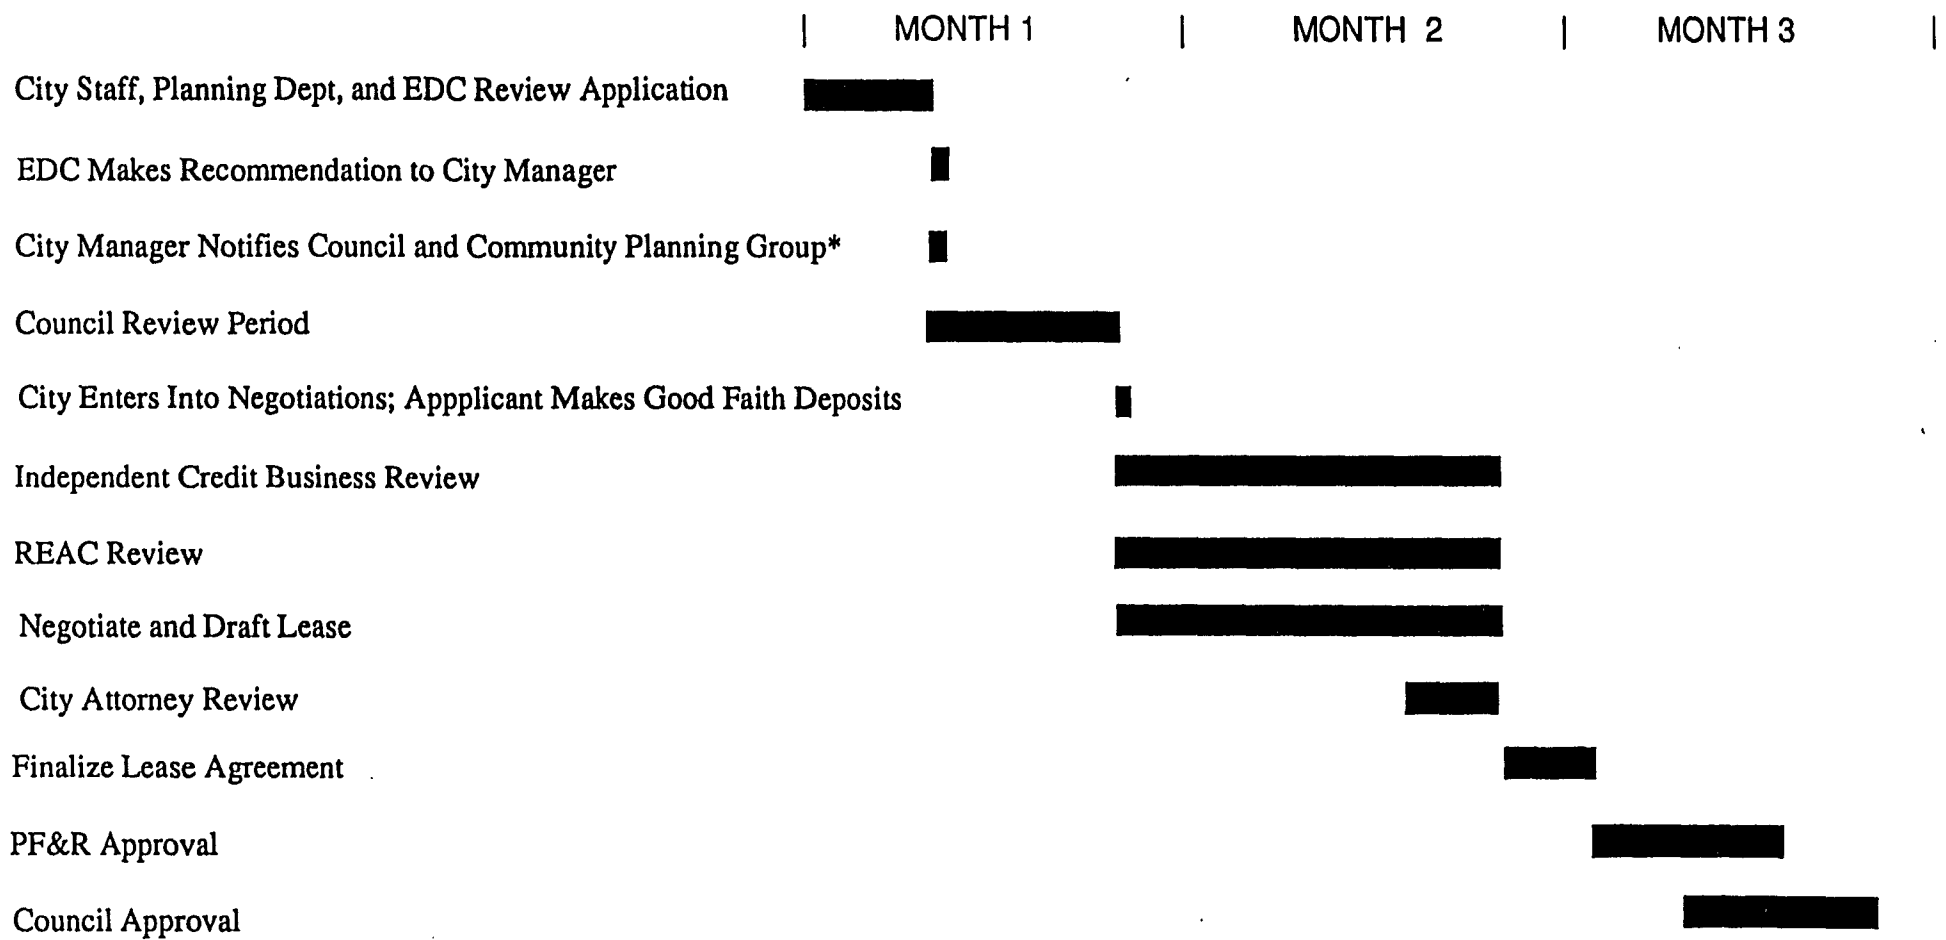 | MONTH 1 | MONTH 2 | MONTH 3 |
City Staff, Planning Dept, and EDC Review Application
EDC Makes Recommendation to City Manager
City Manager Notifies Council and Community Planning Group*
Council Review Period
City Enters Into Negotiations; Appplicant Makes Good Faith Deposits
Independent Credit Business Review
REAC Review
Negotiate and Draft Lease
City Attorney Review
Finalize Lease Agreement
PF&R Approval
Council Approval